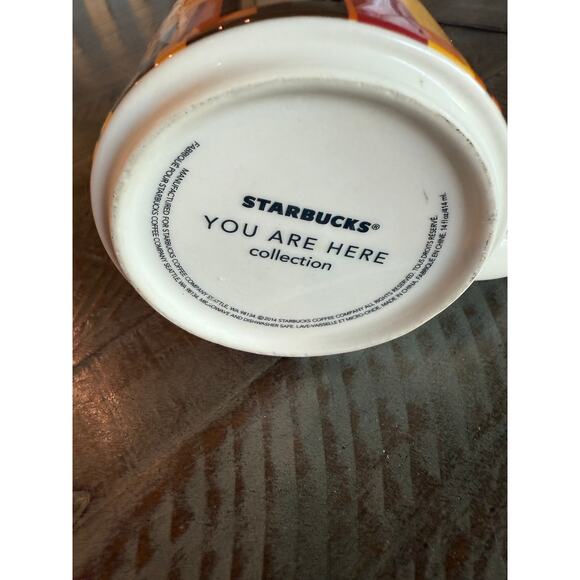 STARBUCKS®
YOU ARE HERE
collection
MANUFACTURED FOR STARBUCKS COFFEE COMPANY SEATTLE, WA 98134. ©2014 STARBUCKS COFFEE COMPANY ALL RIGHTS RESERVED. TOUS DROITS RÉSERVÉ. 14 fl oz/414 mL
FABRIQUÉ POUR STARBUCKS COFFEE COMPANY SEATTLE, WA 98134. MICROWAVE AND DISHWASHER SAFE. LAVE-VAISSELLE ET MICRO-ONDE. MADE IN CHINA. FABRIQUÉ EN CHINE.